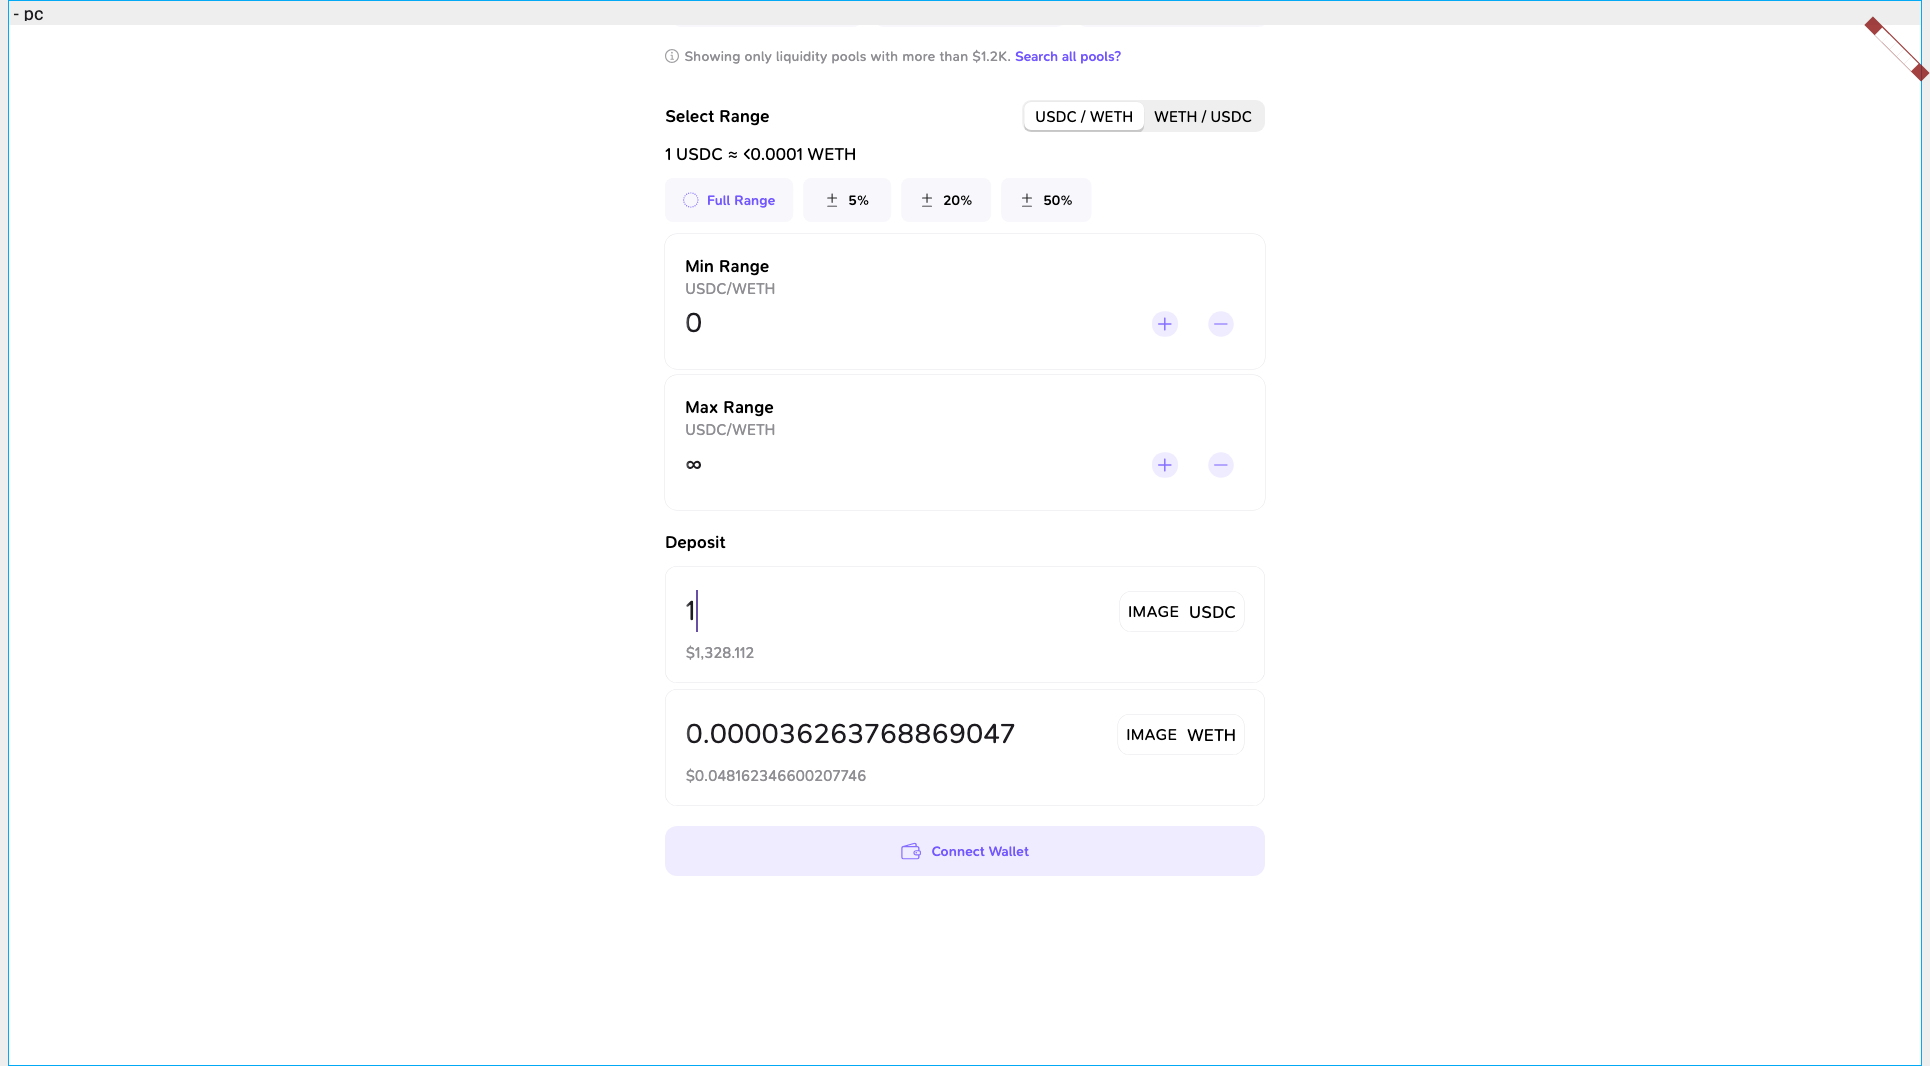 - pc
Showing only liquidity pools with more than $1.2K. Search all pools?
Select Range
USDC / WETH
WETH / USDC
1 USDC ≈ <0.0001 WETH
Full Range
± 5%
± 20%
± 50%
Min Range
USDC/WETH
0
Max Range
USDC/WETH
∞
Deposit
1
IMAGE USDC
$1,328.112
0.000036263768869047
IMAGE WETH
$0.048162346600207746
Connect Wallet